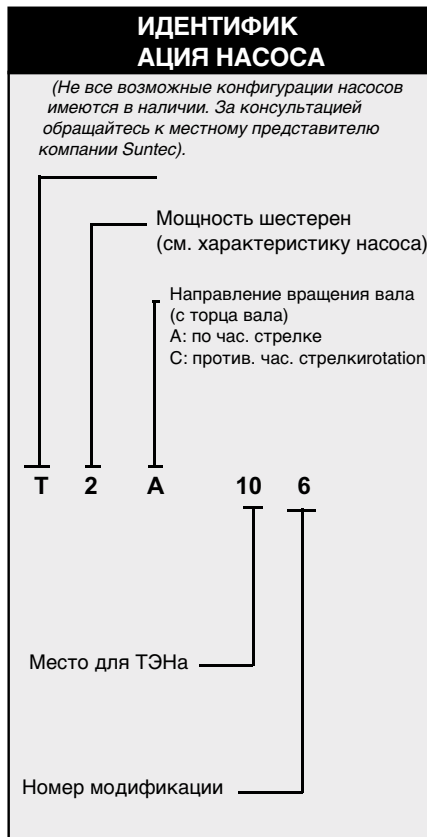 ИДЕНТИФИК
АЦИЯ НАСОСА
(Не все возможные конфигурации насосов
имеются в наличии. За консультацией
обращайтесь к местному представителю
компании Suntec).
Мощность шестерен
(см. характеристику насоса)
Направление вращения вала
(с торца вала)
А: по час. стрелке
С: против. час. стрелкиrotation
T 2 A 10 6
Место для ТЭНа
Номер модификации